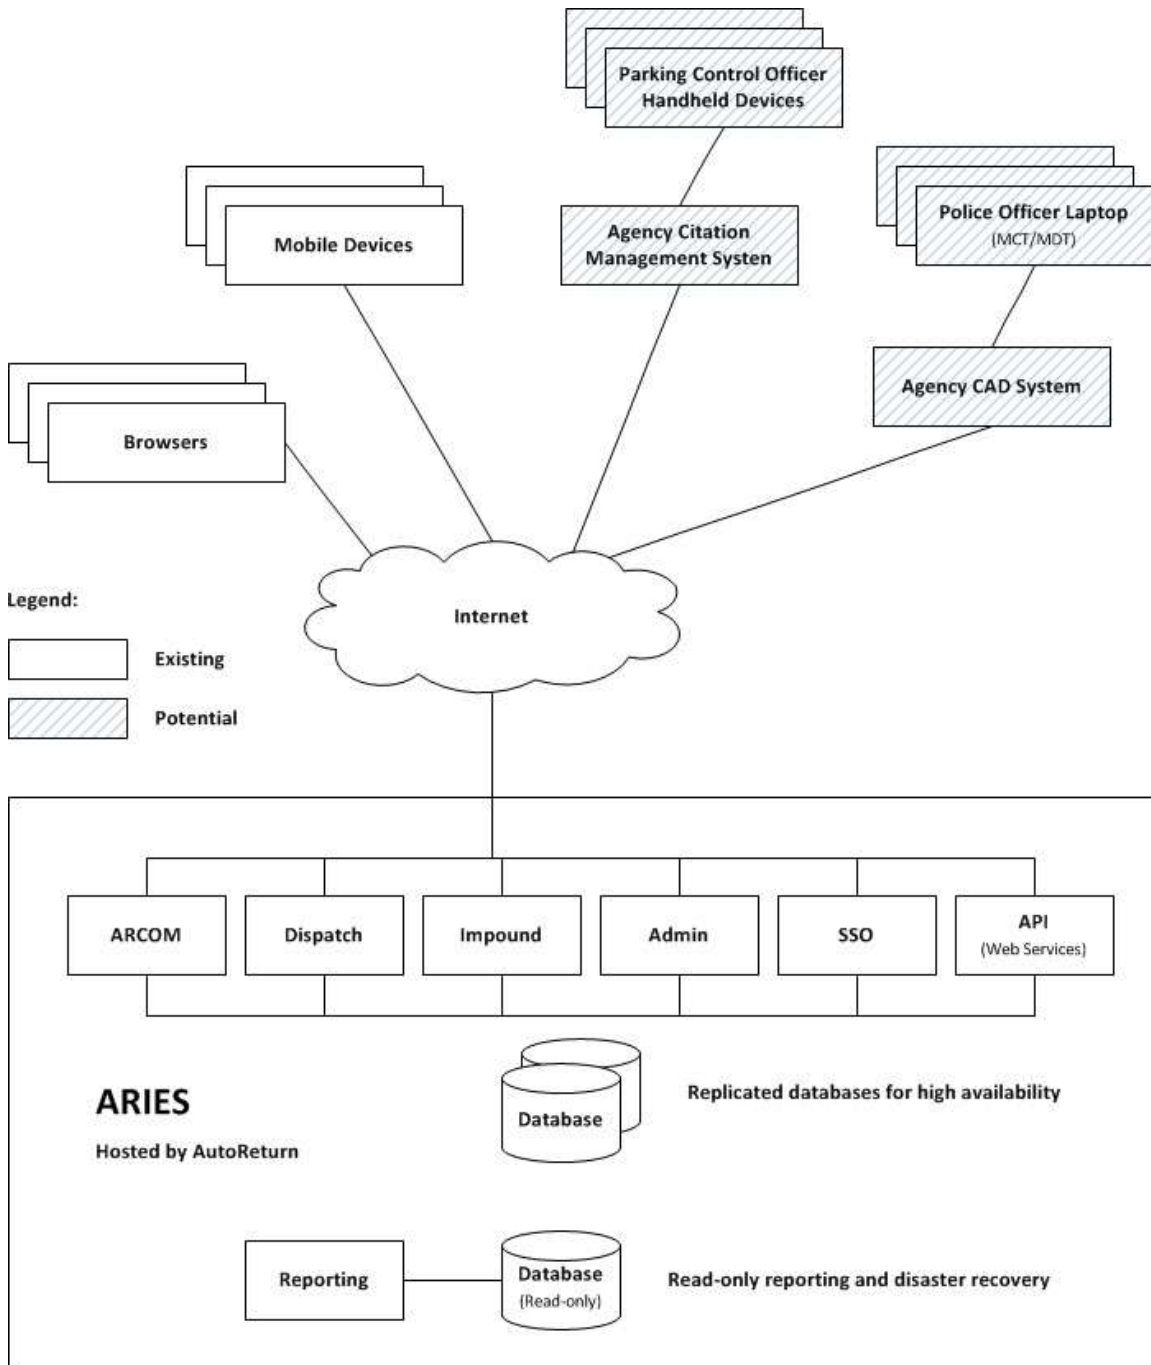 Parking Control Officer
Handheld Devices
Police Officer Laptop
(MCT/MDT)
Mobile Devices
Agency Citation
Management Systen
Agency CAD System
Browsers
Internet
Legend:
Existing
Potential
ARCOM
Dispatch
Impound
Admin
SSO
API
(Web Services)
ARIES
Hosted by AutoReturn
Database
Replicated databases for high availability
Reporting
Database
(Read-only)
Read-only reporting and disaster recovery